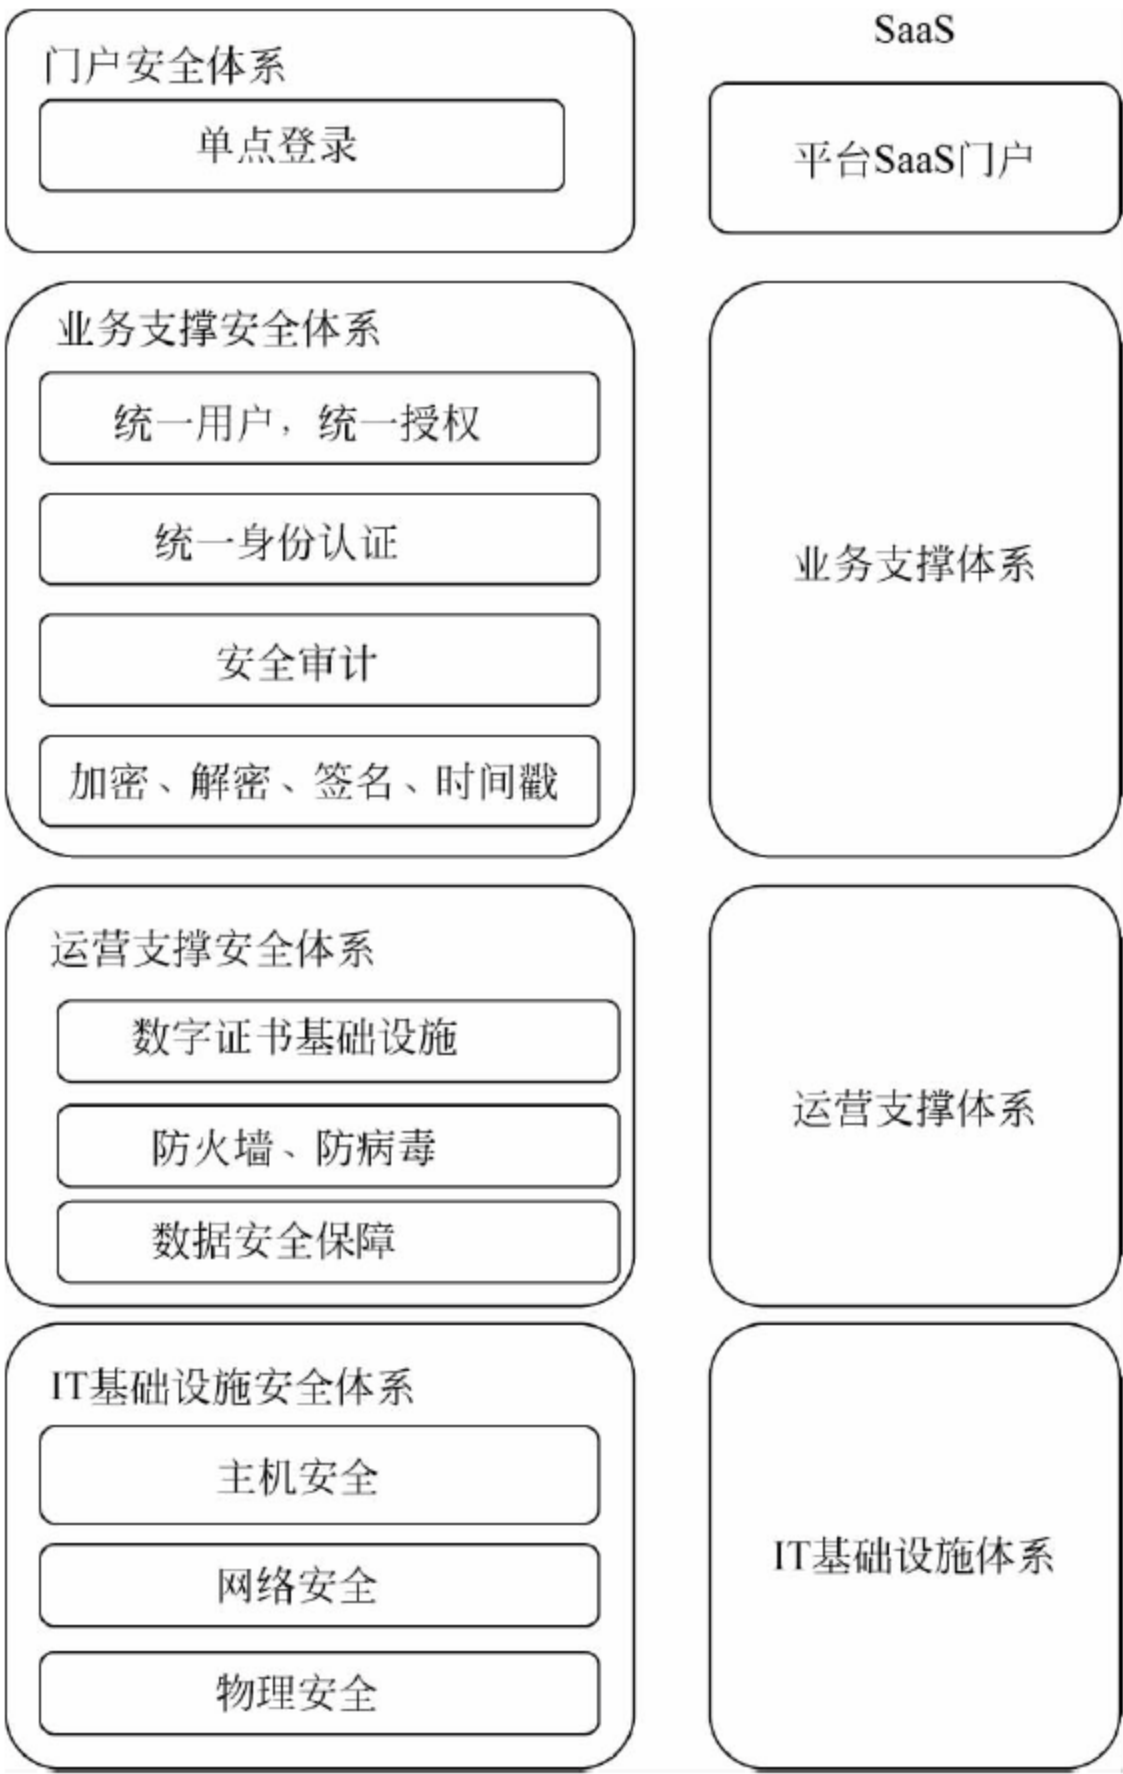 门户安全体系
单点登录
业务支撑安全体系
统一用户，统一授权
统一身份认证
安全审计
加密、解密、签名、时间戳
运营支撑安全体系
数字证书基础设施
防火墙、防病毒
数据安全保障
IT基础设施安全体系
主机安全
网络安全
物理安全
SaaS
平台SaaS门户
业务支撑体系
运营支撑体系
IT基础设施体系